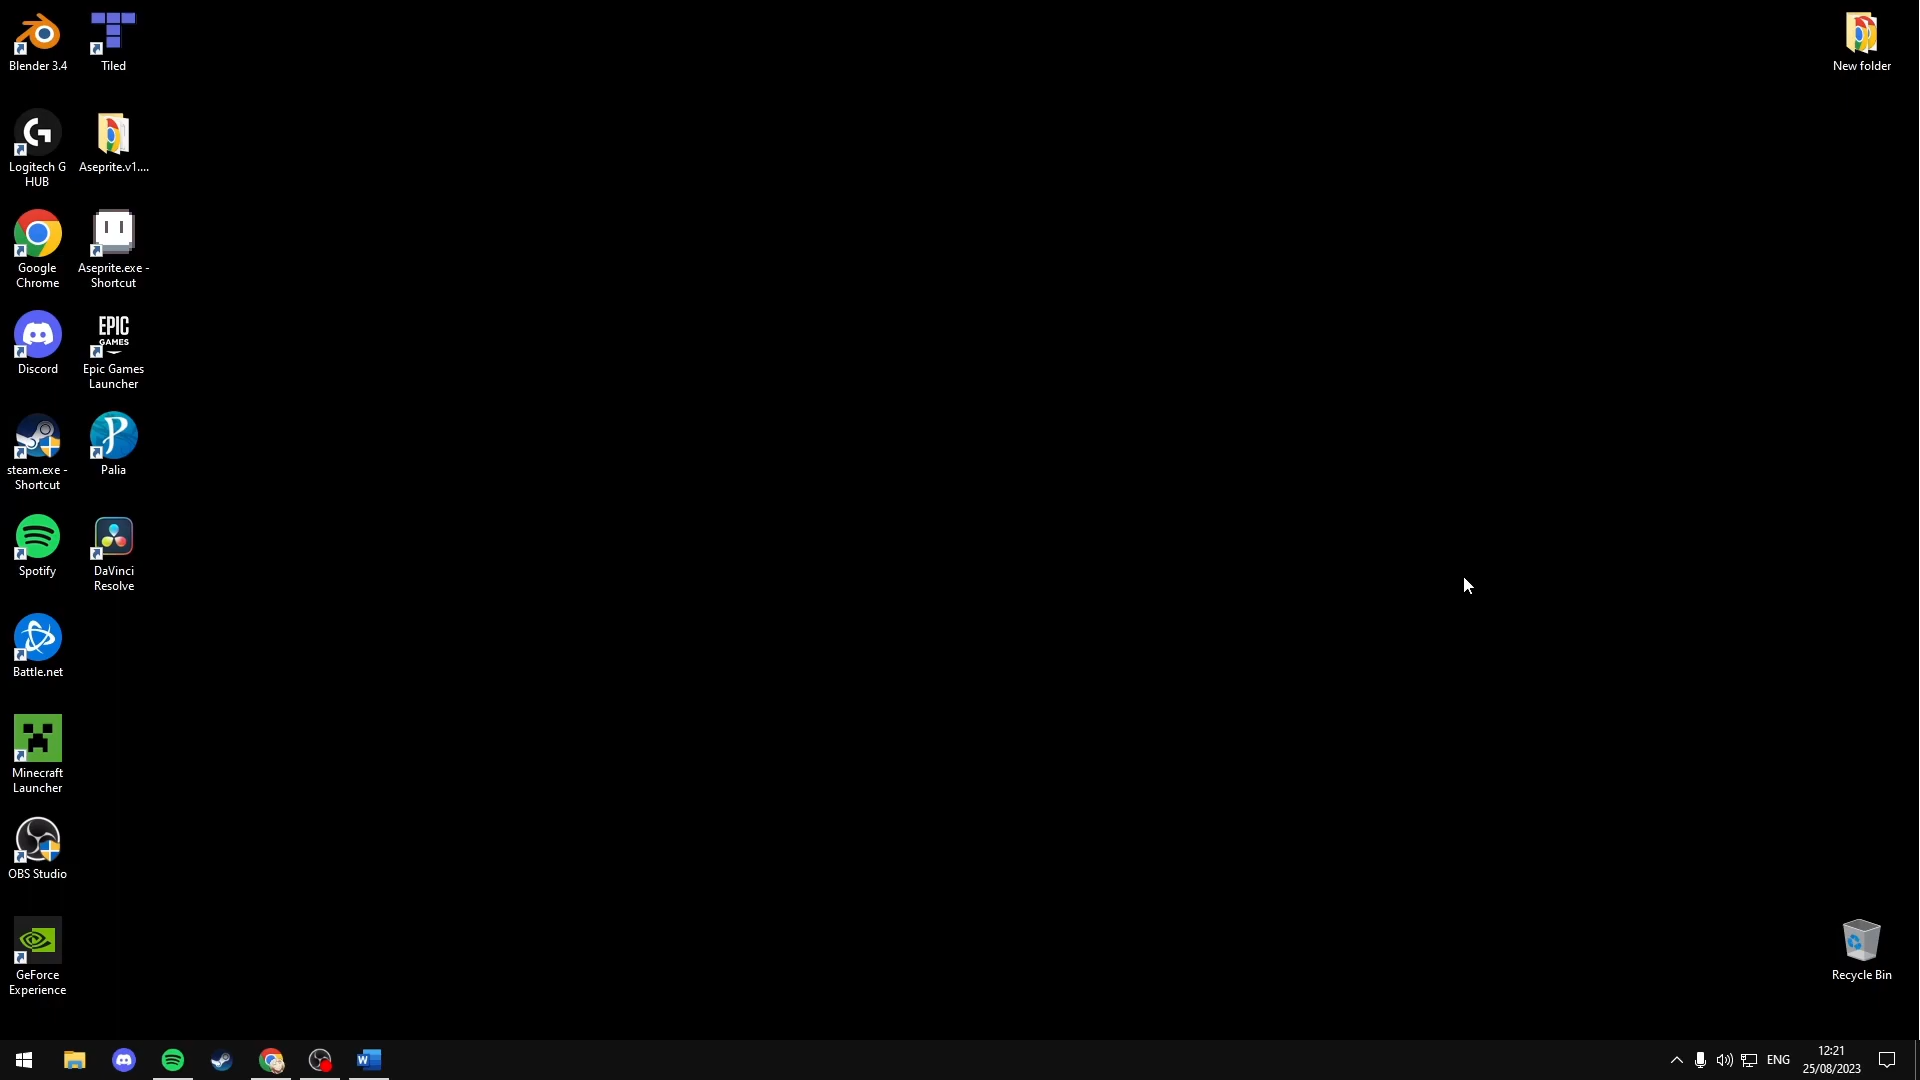 Blender 3.4
Tiled
New folder
Logitech G
HUB
Aseprite.v1....
Google
Chrome
Aseprite.exe -
Shortcut
Discord
EPIC
GAMES
Epic Games
Launcher
steam.exe -
Shortcut
Palia
Spotify
DaVinci
Resolve
Battle.net
Minecraft
Launcher
OBS Studio
GeForce
Experience
Recycle Bin
W
ENG
12:21
25/08/2023